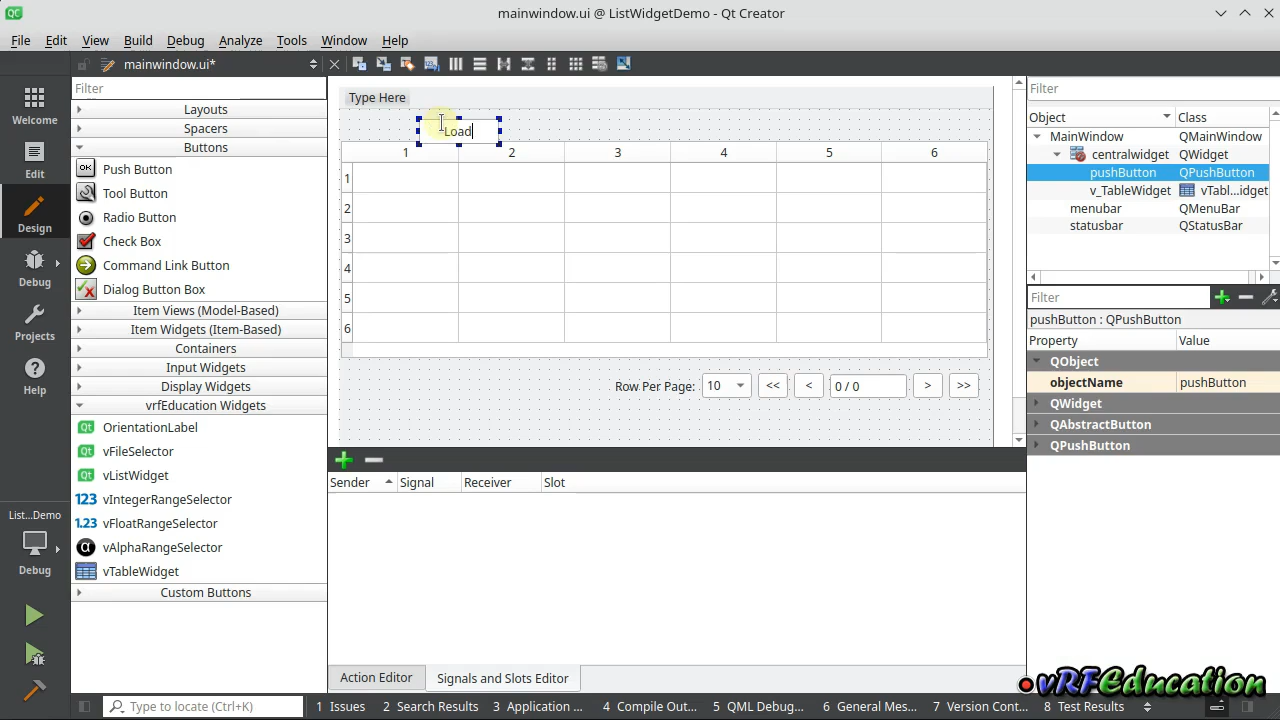 QC mainwindow.ui @ ListWidgetDemo - Qt Creator
File Edit View Build Debug Analyze Tools Window Help
mainwindow.ui*
Welcome
Edit
Design
Debug
Projects
Help
List...Demo
Debug
Filter
Layouts
Spacers
Buttons
OK Push Button
Tool Button
Radio Button
Check Box
Command Link Button
Dialog Button Box
Item Views (Model-Based)
Item Widgets (Item-Based)
Containers
Input Widgets
Display Widgets
vrfEducation Widgets
Qt OrientationLabel
Qt vFileSelector
Qt vListWidget
123 vIntegerRangeSelector
1.23 vFloatRangeSelector
α vAlphaRangeSelector
vTableWidget
Custom Buttons
Type Here
Load
1 2 3 4 5 6
1
2
3
4
5
6
Row Per Page: 10 << < 0 / 0 > >>
Sender Signal Receiver Slot
Action Editor Signals and Slots Editor
Filter
Object Class
MainWindow QMainWindow
centralwidget QWidget
pushButton QPushButton
v_TableWidget vTabl...idget
menubar QMenuBar
statusbar QStatusBar
Filter
pushButton : QPushButton
Property Value
QObject
objectName pushButton
QWidget
QAbstractButton
QPushButton
vRFEducation
Type to locate (Ctrl+K) 1 Issues 2 Search Results 3 Application ... 4 Compile Out... 5 QML Debug... 6 General Mes... 7 Version Cont... 8 Test Results